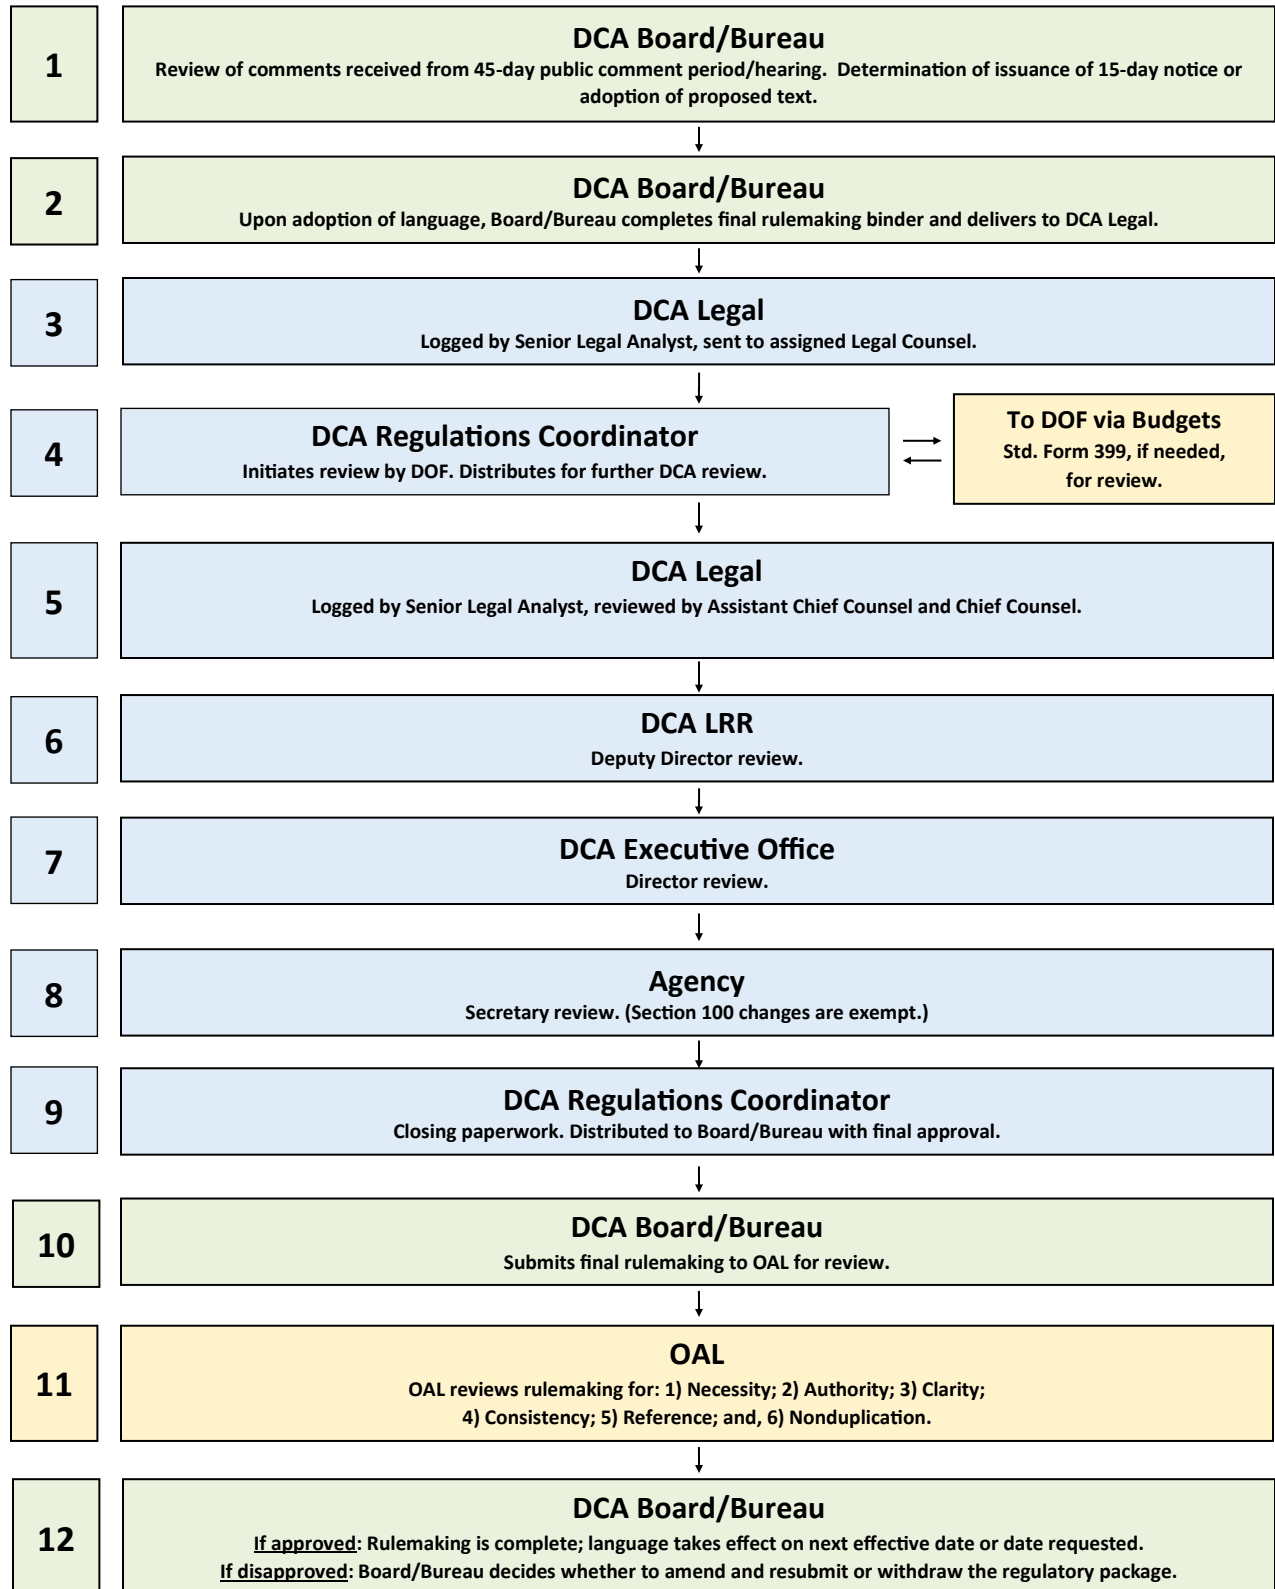 1
DCA Board/Bureau
Review of comments received from 45-day public comment period/hearing.  Determination of issuance of 15-day notice or
adoption of proposed text.
2
DCA Board/Bureau
Upon adoption of language, Board/Bureau completes final rulemaking binder and delivers to DCA Legal.
3
DCA Legal
Logged by Senior Legal Analyst, sent to assigned Legal Counsel.
4
DCA Regulations Coordinator
Initiates review by DOF. Distributes for further DCA review.
To DOF via Budgets
Std. Form 399, if needed,
for review.
5
DCA Legal
Logged by Senior Legal Analyst, reviewed by Assistant Chief Counsel and Chief Counsel.
6
DCA LRR
Deputy Director review.
7
DCA Executive Office
Director review.
8
Agency
Secretary review. (Section 100 changes are exempt.)
9
DCA Regulations Coordinator
Closing paperwork. Distributed to Board/Bureau with final approval.
10
DCA Board/Bureau
Submits final rulemaking to OAL for review.
11
OAL
OAL reviews rulemaking for: 1) Necessity; 2) Authority; 3) Clarity;
4) Consistency; 5) Reference; and, 6) Nonduplication.
12
DCA Board/Bureau
If approved: Rulemaking is complete; language takes effect on next effective date or date requested.
If disapproved: Board/Bureau decides whether to amend and resubmit or withdraw the regulatory package.